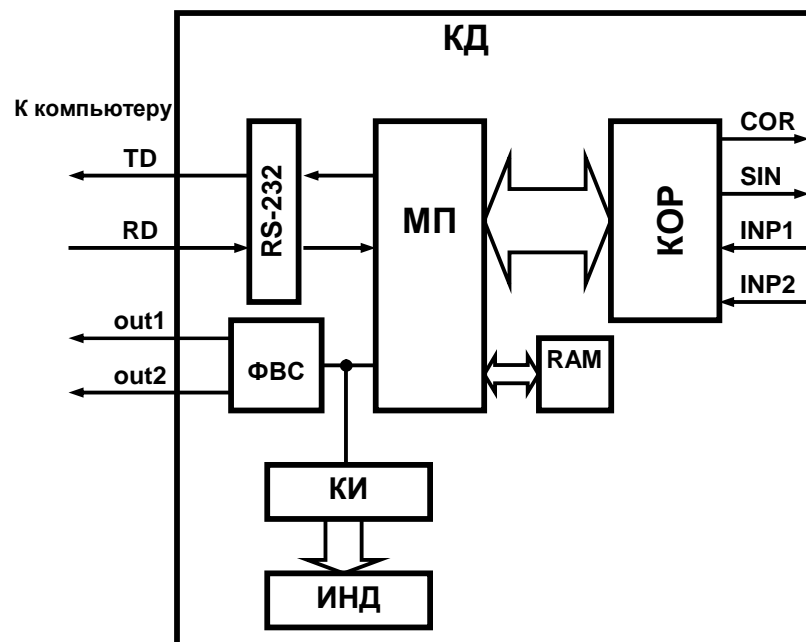 КД
К компьютеру
TD
RD
RS-232
МП
КОР
COR
SIN
INP1
INP2
out1
out2
ФВС
RAM
КИ
ИНД